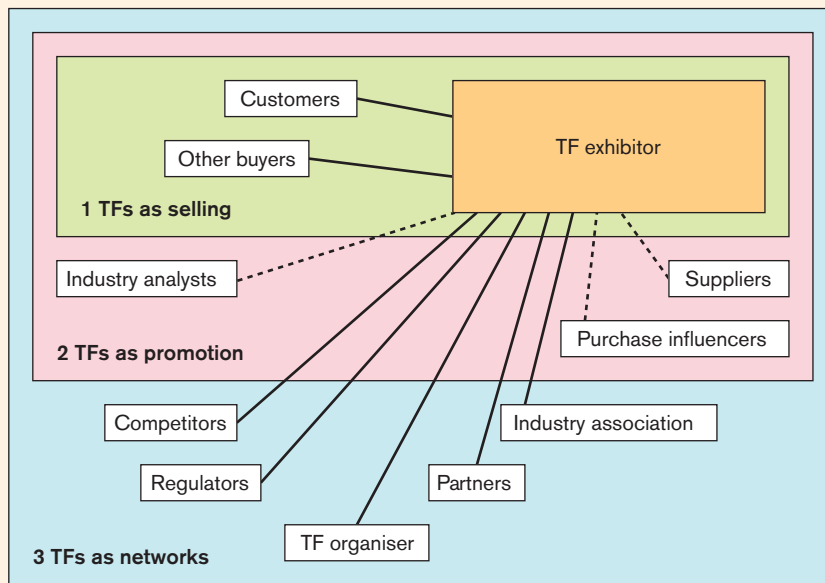 Customers
TF exhibitor
Other buyers
1 TFs as selling
Industry analysts
Suppliers
Purchase influencers
2 TFs as promotion
Competitors
Industry association
Regulators
Partners
TF organiser
3 TFs as networks